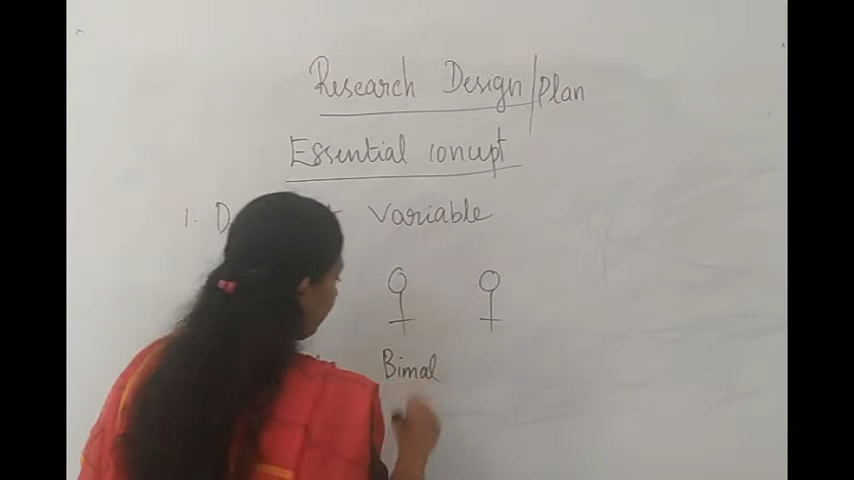 Research Design/Plan
Essential concept
1. Variable
Bimal